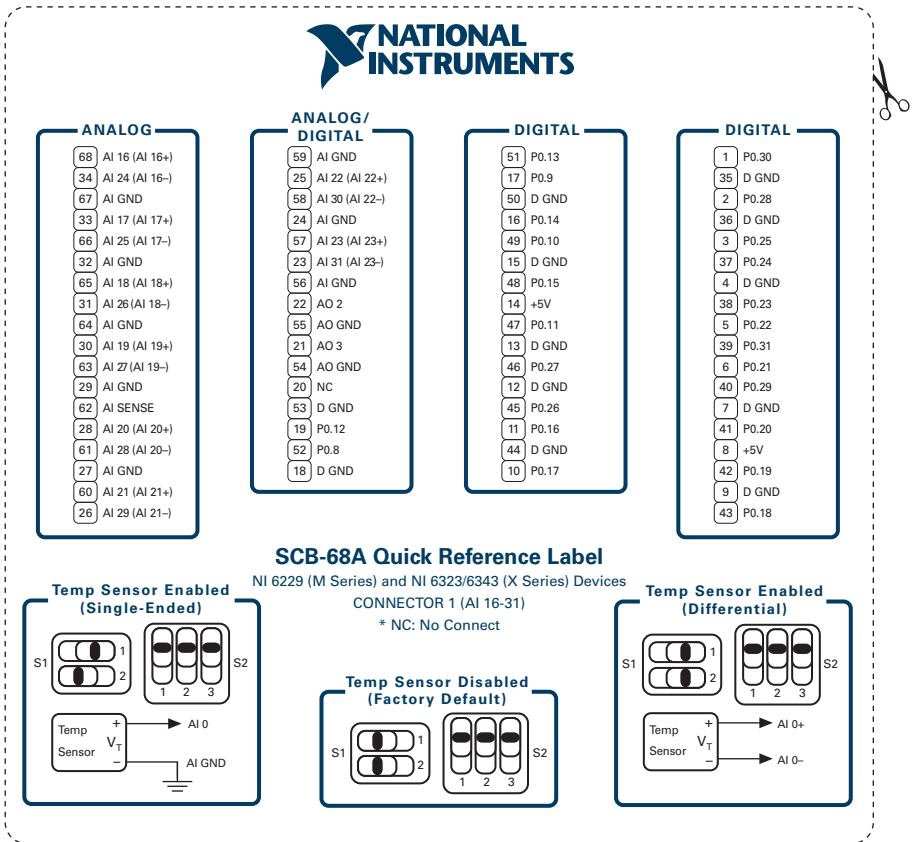 NATIONAL
INSTRUMENTS
ANALOG
68 AI 16 (AI 16+)
34 AI 24 (AI 16–)
67 AI GND
33 AI 17 (AI 17+)
66 AI 25 (AI 17–)
32 AI GND
65 AI 18 (AI 18+)
31 AI 26 (AI 18–)
64 AI GND
30 AI 19 (AI 19+)
63 AI 27 (AI 19–)
29 AI GND
62 AI SENSE
28 AI 20 (AI 20+)
61 AI 28 (AI 20–)
27 AI GND
60 AI 21 (AI 21+)
26 AI 29 (AI 21–)
ANALOG/
DIGITAL
59 AI GND
25 AI 22 (AI 22+)
58 AI 30 (AI 22–)
24 AI GND
57 AI 23 (AI 23+)
23 AI 31 (AI 23–)
56 AI GND
22 AO 2
55 AO GND
21 AO 3
54 AO GND
20 NC
53 D GND
19 P0.12
52 P0.8
18 D GND
DIGITAL
51 P0.13
17 P0.9
50 D GND
16 P0.14
49 P0.10
15 D GND
48 P0.15
14 +5V
47 P0.11
13 D GND
46 P0.27
12 D GND
45 P0.26
11 P0.16
44 D GND
10 P0.17
DIGITAL
1 P0.30
35 D GND
2 P0.28
36 D GND
3 P0.25
37 P0.24
4 D GND
38 P0.23
5 P0.22
39 P0.31
6 P0.21
40 P0.29
7 D GND
41 P0.20
8 +5V
42 P0.19
9 D GND
43 P0.18
SCB-68A Quick Reference Label
NI 6229 (M Series) and NI 6323/6343 (X Series) Devices
CONNECTOR 1 (AI 16-31)
* NC: No Connect
Temp Sensor Enabled
(Single-Ended)
S1
1
2
S2
1 2 3
Temp
Sensor
+
VT
–
AI 0
AI GND
Temp Sensor Disabled
(Factory Default)
S1
1
2
S2
1 2 3
Temp Sensor Enabled
(Differential)
S1
1
2
S2
1 2 3
Temp
Sensor
+
VT
–
AI 0+
AI 0–